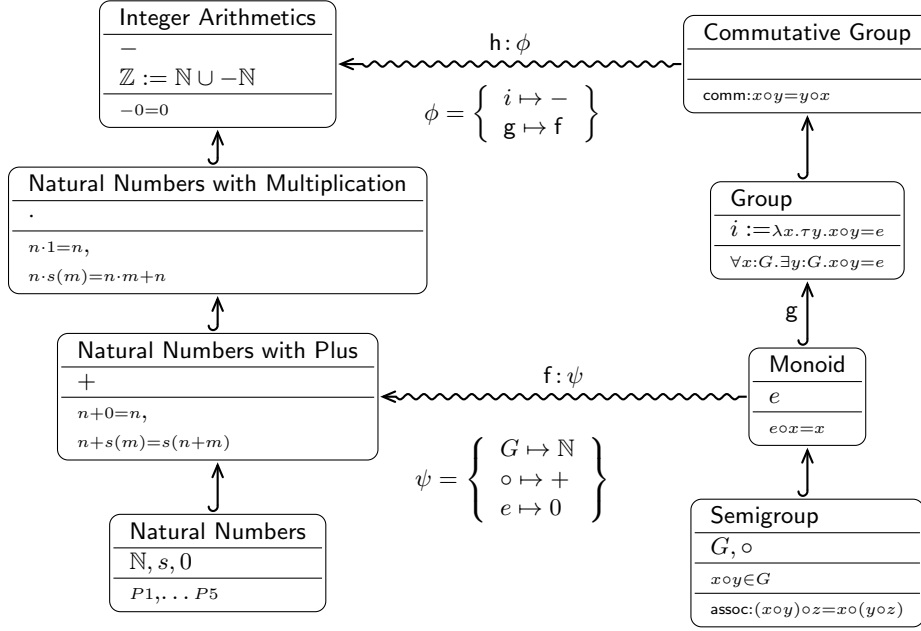 Integer Arithmetics
−
ℤ := ℕ ∪ −ℕ
−0=0
h: ϕ
ϕ = { i ↦ −
g ↦ f }
Commutative Group
comm:x∘y=y∘x
Natural Numbers with Multiplication
·
n·1=n,
n·s(m)=n·m+n
Group
i :=λx.τy.x∘y=e
∀x:G.∃y:G.x∘y=e
g
Natural Numbers with Plus
+
n+0=n,
n+s(m)=s(n+m)
f: ψ
ψ = { G ↦ ℕ
∘ ↦ +
e ↦ 0 }
Monoid
e
e∘x=x
Natural Numbers
ℕ, s, 0
P1,... P5
Semigroup
G, ∘
x∘y∈G
assoc:(x∘y)∘z=x∘(y∘z)